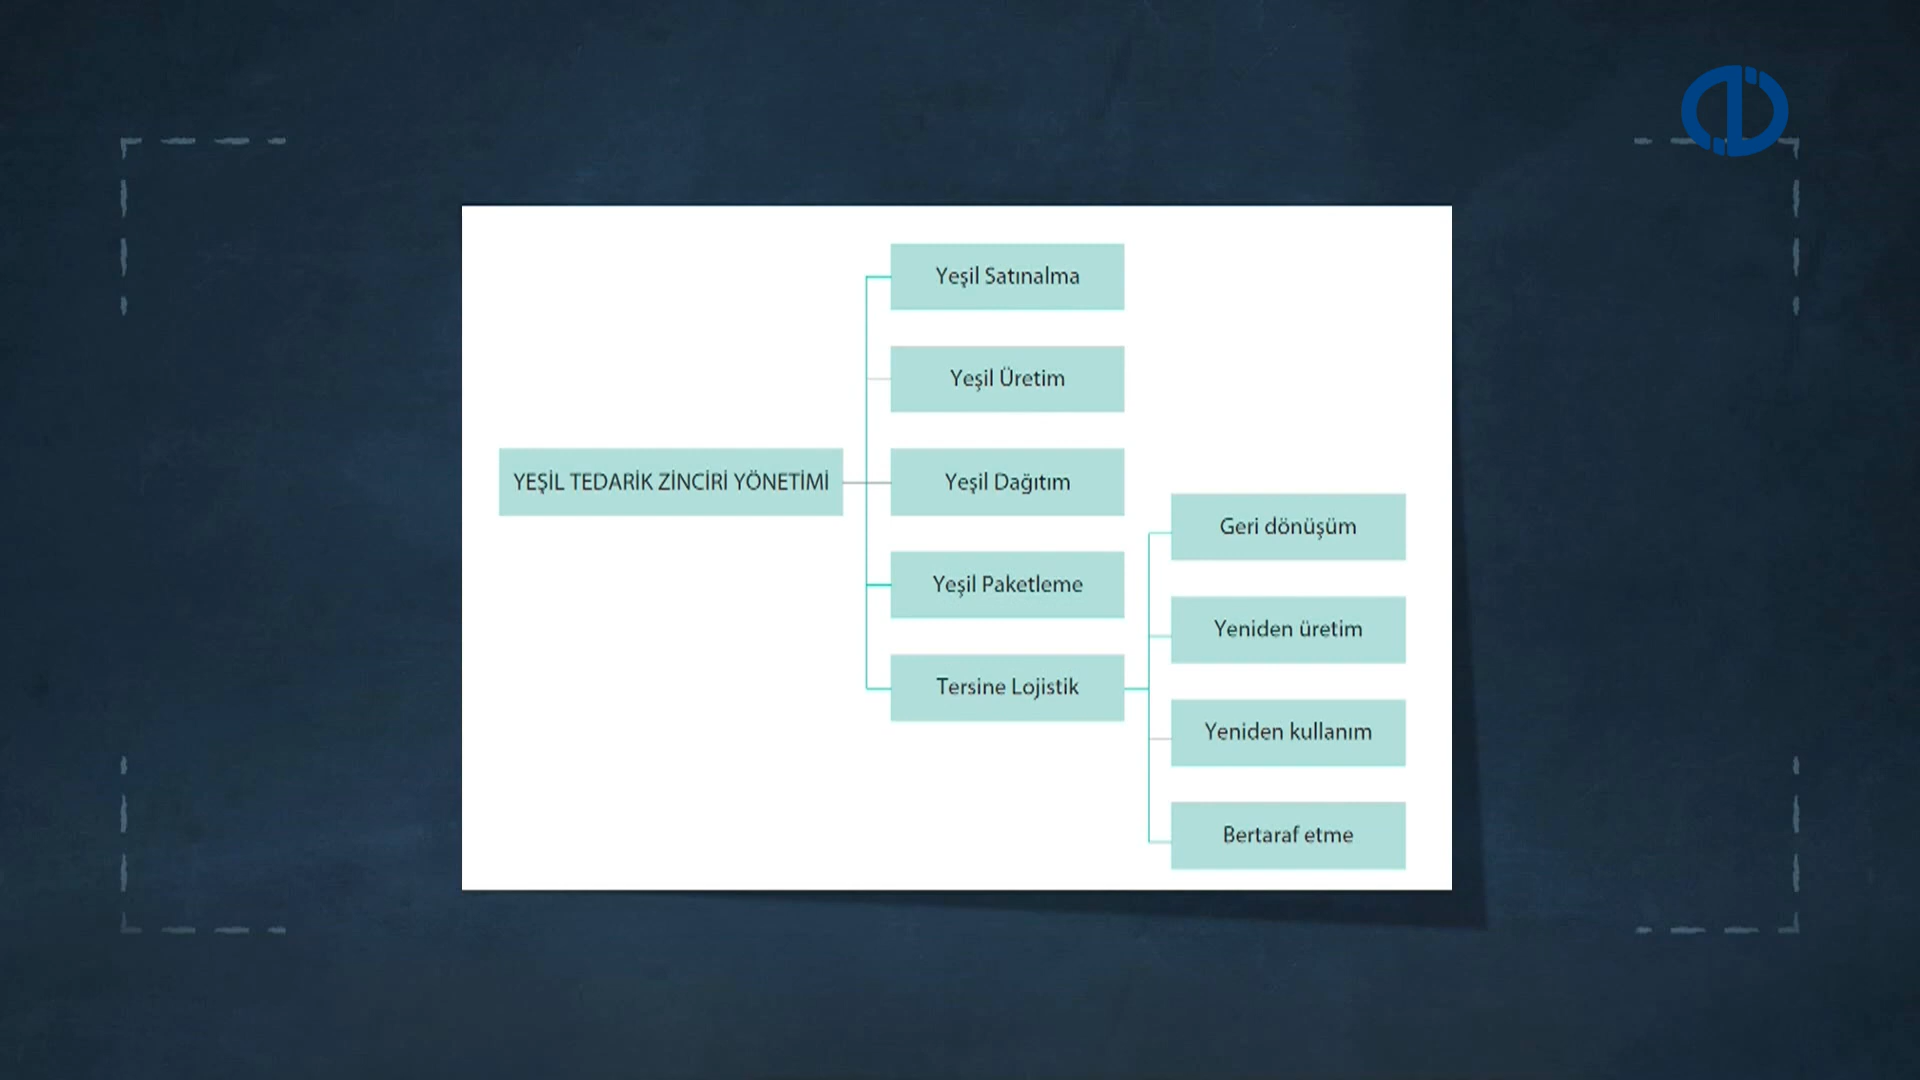 YEŞİL TEDARİK ZİNCİRİ YÖNETİMİ
Yeşil Satınalma
Yeşil Üretim
Yeşil Dağıtım
Yeşil Paketleme
Tersine Lojistik
Geri dönüşüm
Yeniden üretim
Yeniden kullanım
Bertaraf etme